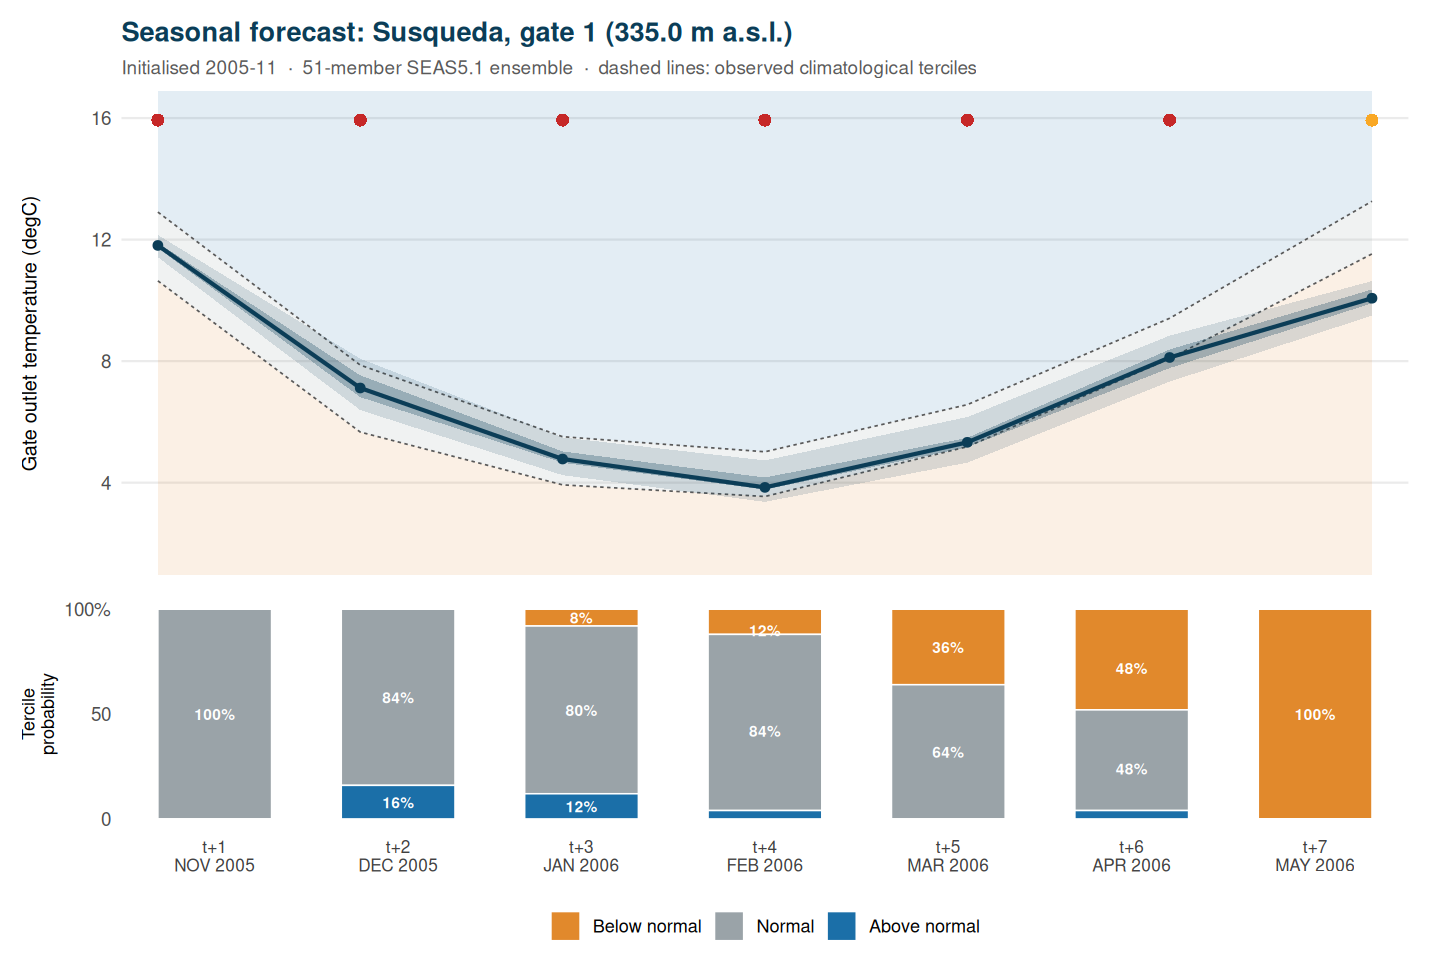 Seasonal forecast: Susqueda, gate 1 (335.0 m a.s.l.)
Initialised 2005-11 · 51-member SEAS5.1 ensemble · dashed lines: observed climatological terciles
Gate outlet temperature (degC)
16
12
8
4
Tercile
probability
100%
50
0
100%
84%
16%
8%
80%
12%
12%
84%
36%
64%
48%
48%
100%
t+1
NOV 2005
t+2
DEC 2005
t+3
JAN 2006
t+4
FEB 2006
t+5
MAR 2006
t+6
APR 2006
t+7
MAY 2006
Below normal
Normal
Above normal